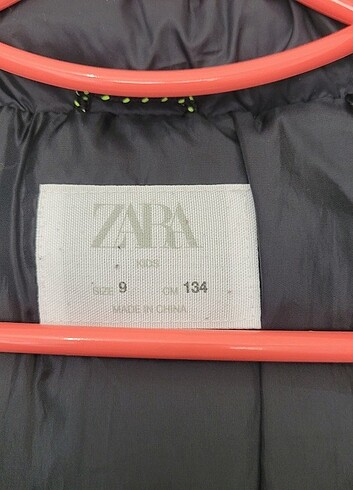 ZARA
KIDS
SIZE 9 CM 134
MADE IN CHINA